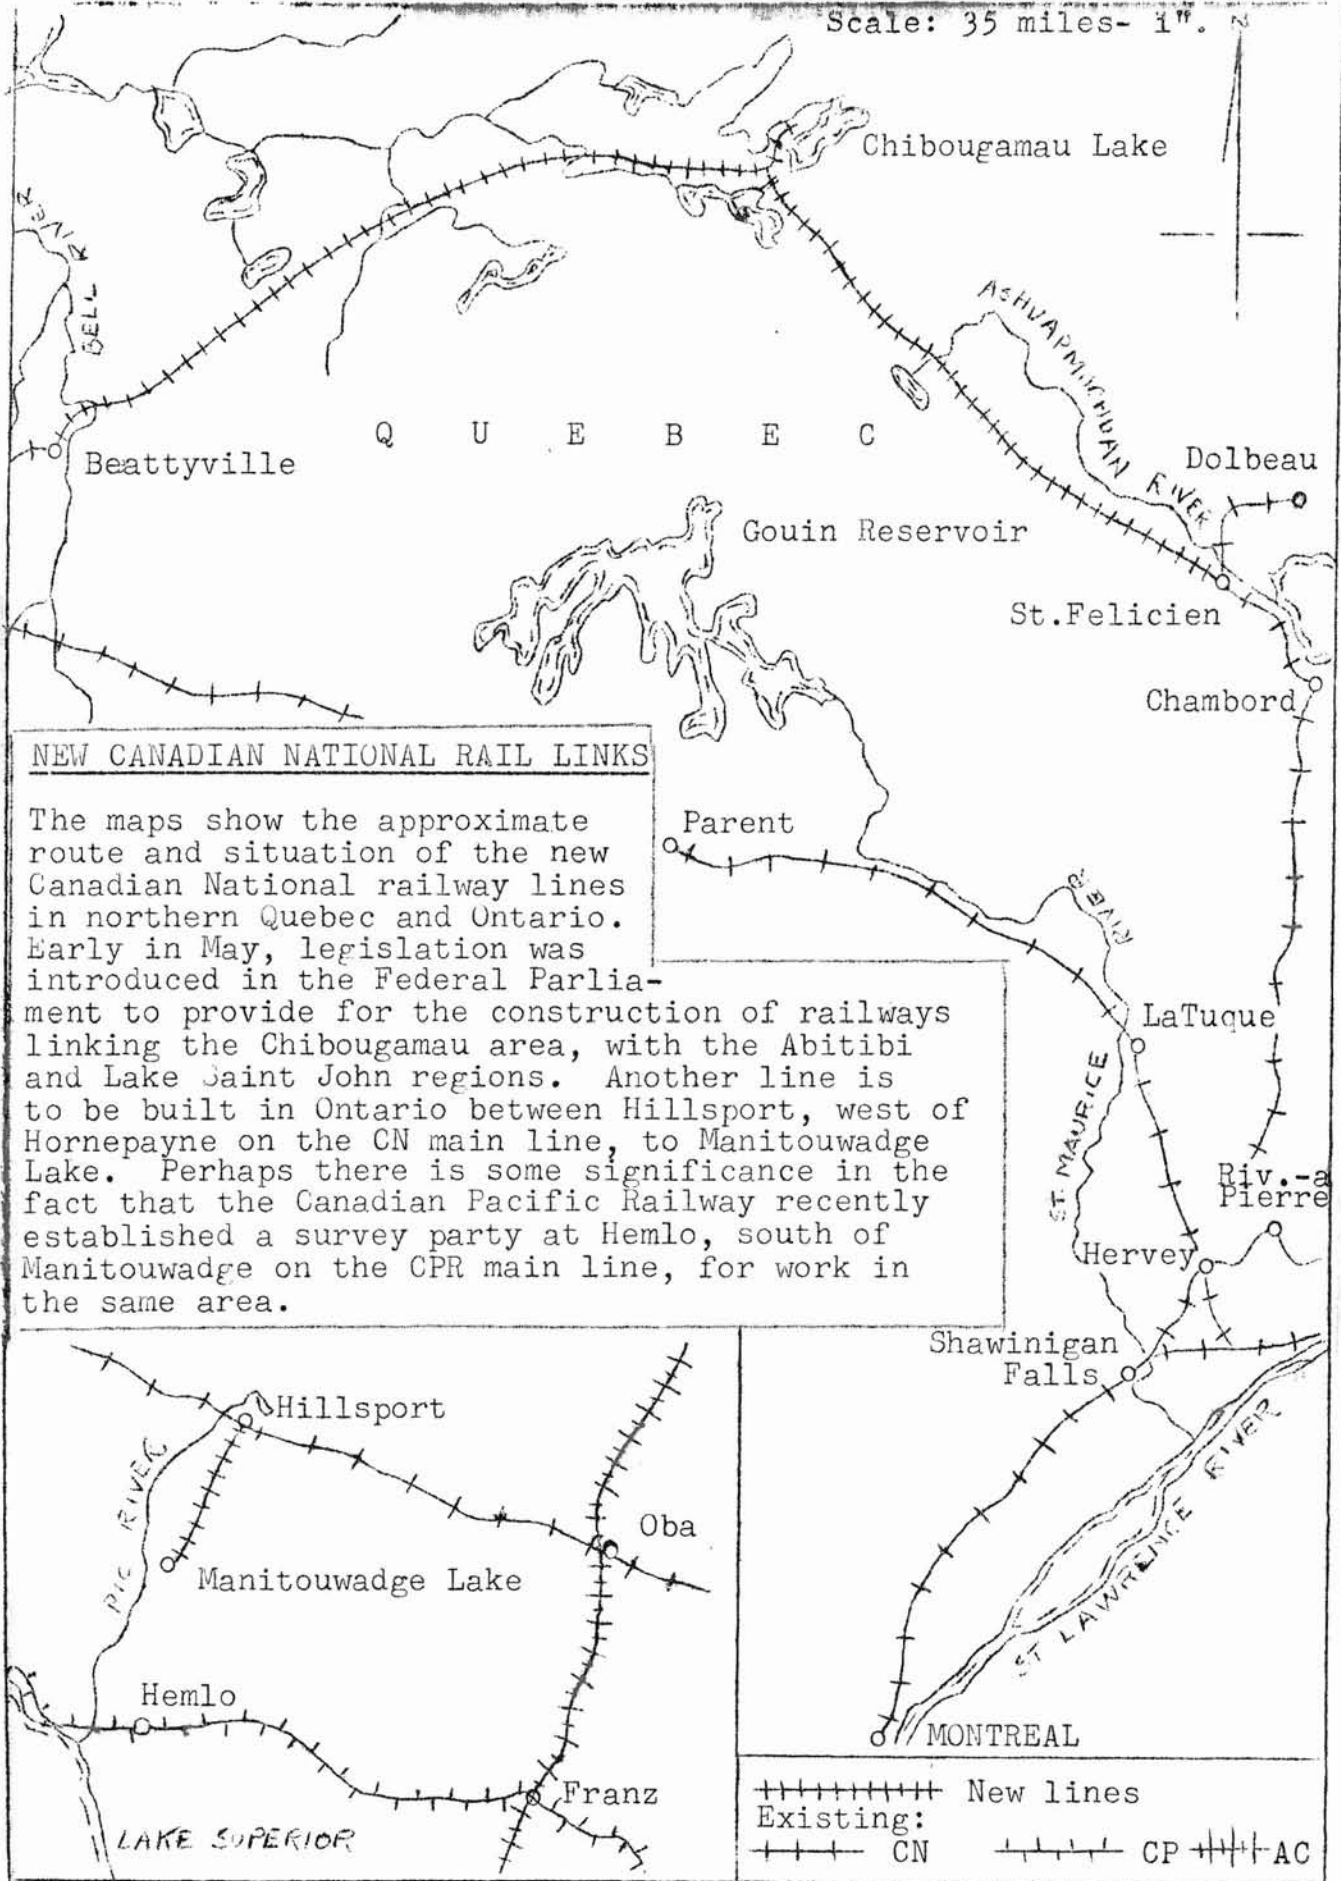 Scale: 35 miles- 1".
N
Chibougamau Lake
BELL RIVER
ASHUAPMUCHUAN RIVER
Beattyville
Q U E B E C
Dolbeau
Gouin Reservoir
St.Felicien
Chambord
NEW CANADIAN NATIONAL RAIL LINKS
The maps show the approximate
route and situation of the new
Canadian National railway lines
in northern Quebec and Ontario.
Early in May, legislation was
introduced in the Federal Parlia-
ment to provide for the construction of railways
linking the Chibougamau area, with the Abitibi
and Lake Saint John regions. Another line is
to be built in Ontario between Hillsport, west of
Hornepayne on the CN main line, to Manitouwadge
Lake. Perhaps there is some significance in the
fact that the Canadian Pacific Railway recently
established a survey party at Hemlo, south of
Manitouwadge on the CPR main line, for work in
the same area.
Parent
ST. MAURICE RIVER
LaTuque
Riv.-a
Pierre
Hervey
Shawinigan
Falls
ST LAWRENCE RIVER
MONTREAL
Hillsport
PIC RIVER
Oba
Manitouwadge Lake
Hemlo
Franz
LAKE SUPERIOR
New lines
Existing:
CN CP AC